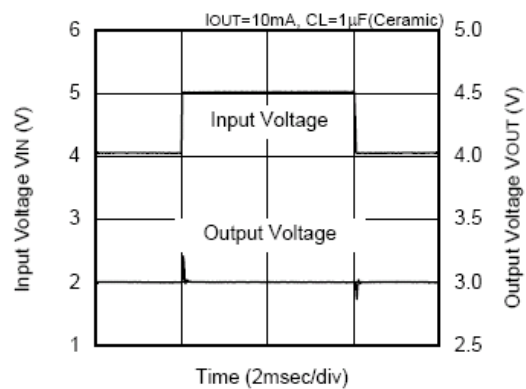 IOUT=10mA, CL=1μF(Ceramic)
6
5
4
3
2
1
5.0
4.5
4.0
3.5
3.0
2.5
Input Voltage VIN (V)
Output Voltage VOUT (V)
Input Voltage
Output Voltage
Time (2msec/div)